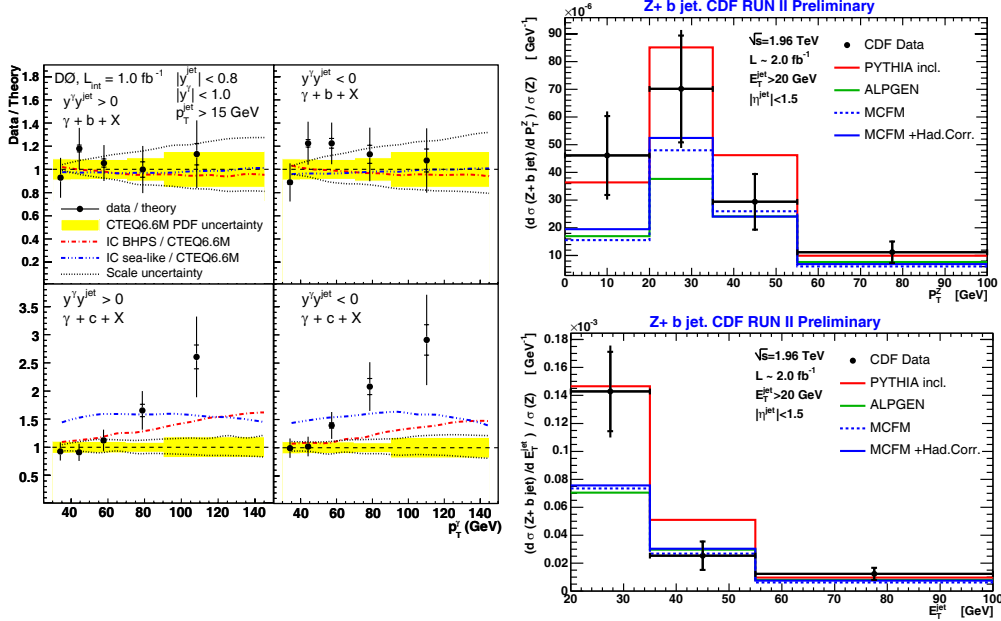 Data / Theory
1.8
1.6
1.4
1.2
1.0
0.8
0.6
0.4
0.2
DØ, L_int = 1.0 fb⁻¹
y^γ y^jet > 0
γ + b + X
|y^jet| < 0.8
|y^γ| < 1.0
p_T^jet > 15 GeV
y^γ y^jet < 0
γ + b + X
data / theory
CTEQ6.6M PDF uncertainty
IC BHPS / CTEQ6.6M
IC sea-like / CTEQ6.6M
Scale uncertainty
3.5
3
2.5
2
1.5
1
0.5
y^γ y^jet > 0
γ + c + X
y^γ y^jet < 0
γ + c + X
40 60 80 100 120 140
40 60 80 100 120 140
p_T^γ (GeV)
Z+ b jet. CDF RUN II Preliminary
×10⁻⁶
(d σ (Z+ b jet) /d P_T^Z ) / σ (Z) [ GeV⁻¹]
100
90
80
70
60
50
40
30
20
10
√s=1.96 TeV
L ~ 2.0 fb⁻¹
E_T^jet>20 GeV
|η^jet|<1.5
CDF Data
PYTHIA incl.
ALPGEN
MCFM
MCFM +Had.Corr.
0 10 20 30 40 50 60 70 80 90 100
P_T^Z [GeV]
Z+ b jet. CDF RUN II Preliminary
×10⁻³
(d σ (Z+ b jet) /d E_T^jet ) / σ (Z) [ GeV⁻¹]
0.18
0.16
0.14
0.12
0.1
0.08
0.06
0.04
0.02
0
√s=1.96 TeV
L ~ 2.0 fb⁻¹
E_T^jet>20 GeV
|η^jet|<1.5
CDF Data
PYTHIA incl.
ALPGEN
MCFM
MCFM +Had.Corr.
20 30 40 50 60 70 80 90 100
E_T^jet [GeV]